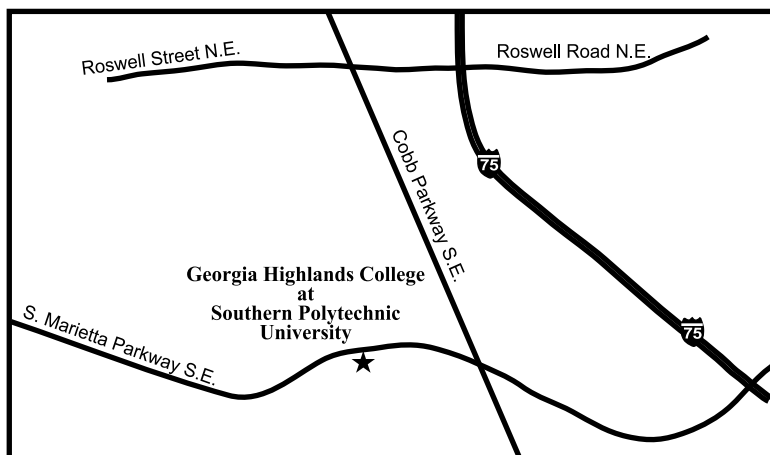 Roswell Street N.E.
Roswell Road N.E.
Cobb Parkway S.E.
75
Georgia Highlands College
at
Southern Polytechnic
University
S. Marietta Parkway S.E.
75